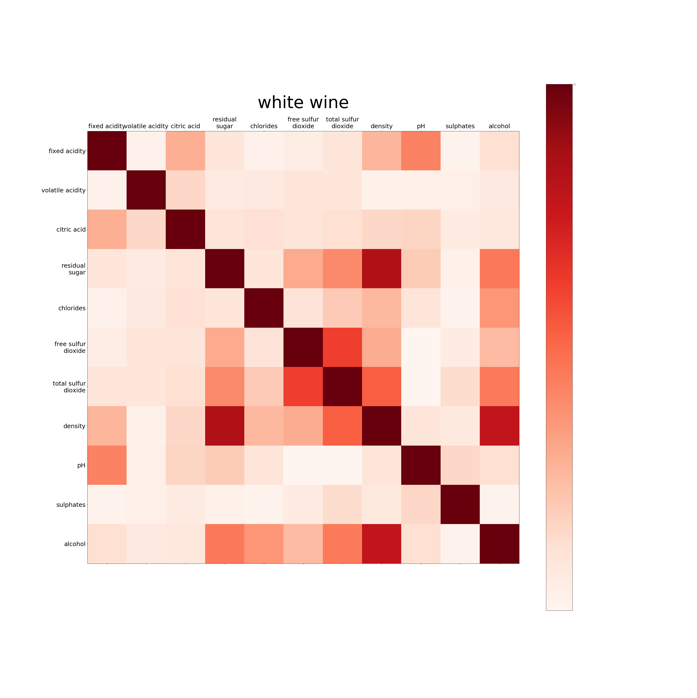 white wine
residual
free sulfur
total sulfur
fixed acidity volatile acidity citric acid sugar chlorides dioxide dioxide density pH sulphates alcohol
fixed acidity
volatile acidity
citric acid
residual
sugar
chlorides
free sulfur
dioxide
total sulfur
dioxide
density
pH
sulphates
alcohol